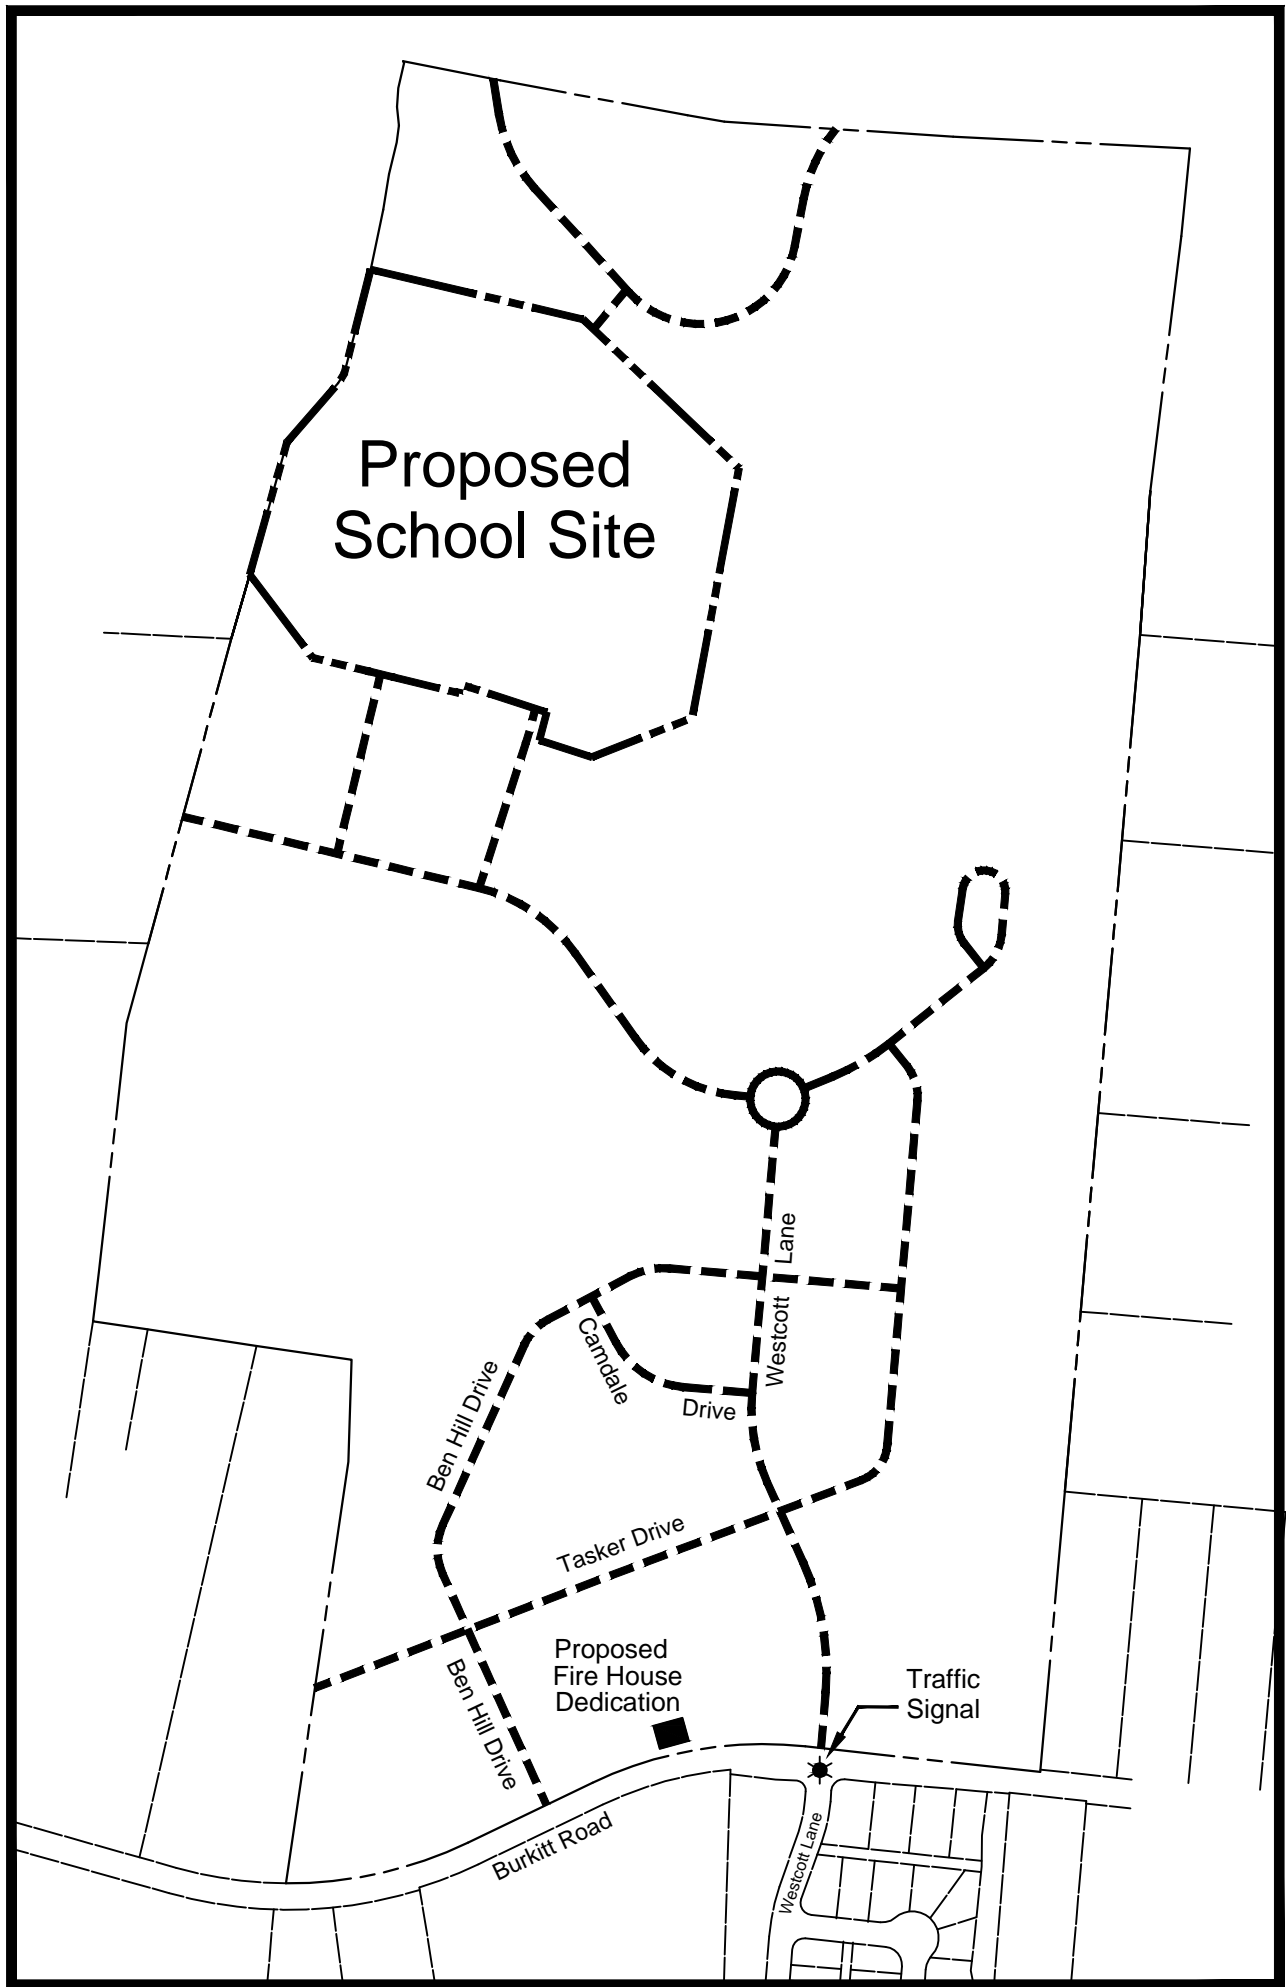 Proposed
School Site
Westcott Lane
Camdale
Drive
Ben Hill Drive
Tasker Drive
Proposed
Fire House
Dedication
Ben Hill Drive
Traffic
Signal
Burkitt Road
Westcott Lane